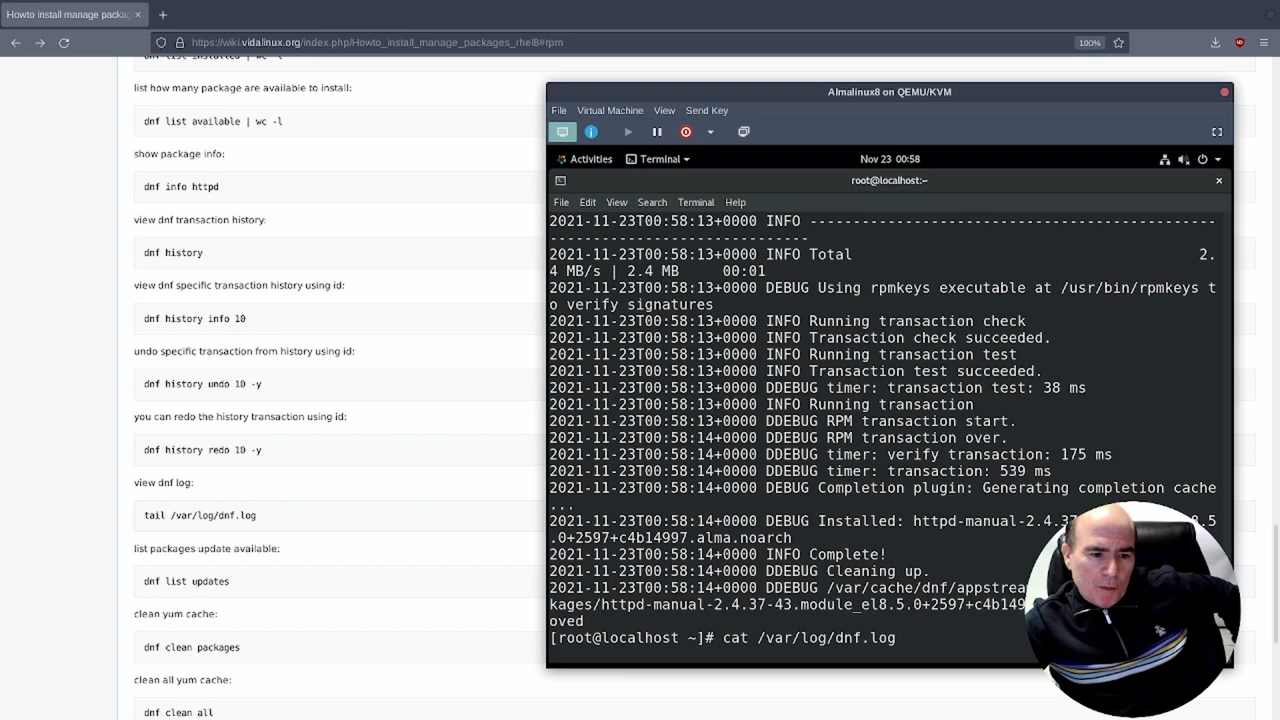 Howto install manage packag
https://wiki.vidalinux.org/index.php/Howto_install_manage_packages_rhel8#rpm
100%
list how many package are available to install:
dnf list available | wc -l
show package info:
dnf info httpd
view dnf transaction history:
dnf history
view dnf specific transaction history using id:
dnf history info 10
undo specific transaction from history using id:
dnf history undo 10 -y
you can redo the history transaction using id:
dnf history redo 10 -y
view dnf log:
tail /var/log/dnf.log
list packages update available:
dnf list updates
clean yum cache:
dnf clean packages
clean all yum cache:
dnf clean all
Almalinux8 on QEMU/KVM
File Virtual Machine View Send Key
Activities Terminal Nov 23 00:58
root@localhost:~
File Edit View Search Terminal Help
2021-11-23T00:58:13+0000 INFO -----------------------------------------------
------------------------------
2021-11-23T00:58:13+0000 INFO Total 2.
4 MB/s | 2.4 MB 00:01
2021-11-23T00:58:13+0000 DEBUG Using rpmkeys executable at /usr/bin/rpmkeys t
o verify signatures
2021-11-23T00:58:13+0000 INFO Running transaction check
2021-11-23T00:58:13+0000 INFO Transaction check succeeded.
2021-11-23T00:58:13+0000 INFO Running transaction test
2021-11-23T00:58:13+0000 INFO Transaction test succeeded.
2021-11-23T00:58:13+0000 DDEBUG timer: transaction test: 38 ms
2021-11-23T00:58:13+0000 INFO Running transaction
2021-11-23T00:58:13+0000 DDEBUG RPM transaction start.
2021-11-23T00:58:14+0000 DDEBUG RPM transaction over.
2021-11-23T00:58:14+0000 DDEBUG timer: verify transaction: 175 ms
2021-11-23T00:58:14+0000 DDEBUG timer: transaction: 539 ms
2021-11-23T00:58:14+0000 DEBUG Completion plugin: Generating completion cache
...
2021-11-23T00:58:14+0000 DEBUG Installed: httpd-manual-2.4.3 8.5
.0+2597+c4b14997.alma.noarch
2021-11-23T00:58:14+0000 INFO Complete!
2021-11-23T00:58:14+0000 DDEBUG Cleaning up.
2021-11-23T00:58:14+0000 DDEBUG /var/cache/dnf/appstrea
kages/httpd-manual-2.4.37-43.module_el8.5.0+2597+c4b149
oved
[root@localhost ~]# cat /var/log/dnf.log